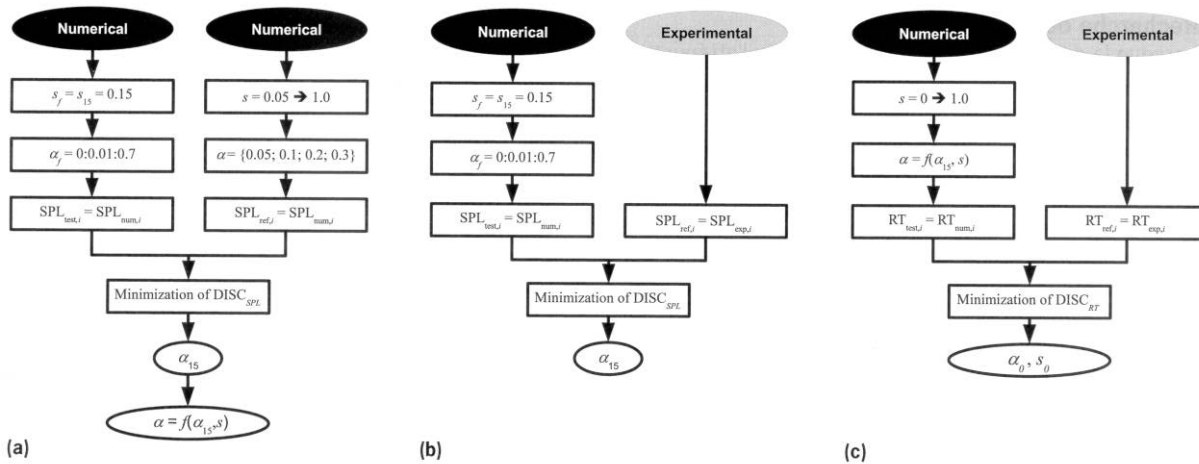 Numerical
Numerical
s_f = s_15 = 0.15
s = 0.05 ➔ 1.0
α_f = 0:0.01:0.7
α = {0.05; 0.1; 0.2; 0.3}
SPL_test,i = SPL_num,i
SPL_ref,i = SPL_num,i
Minimization of DISC_SPL
α_15
α = f(α_15,s)
(a)
Numerical
Experimental
s_f = s_15 = 0.15
α_f = 0:0.01:0.7
SPL_test,i = SPL_num,i
SPL_ref,i = SPL_exp,i
Minimization of DISC_SPL
α_15
(b)
Numerical
Experimental
s = 0 ➔ 1.0
α = f(α_15, s)
RT_test,i = RT_num,i
RT_ref,i = RT_exp,i
Minimization of DISC_RT
α_0, s_0
(c)